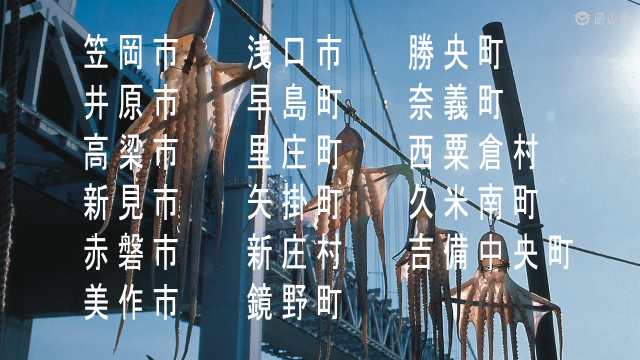 岡山
笠岡市 浅口市 勝央町
井原市 早島町 奈義町
高梁市 里庄町 西粟倉村
新見市 矢掛町 久米南町
赤磐市 新庄村 吉備中央町
美作市 鏡野町